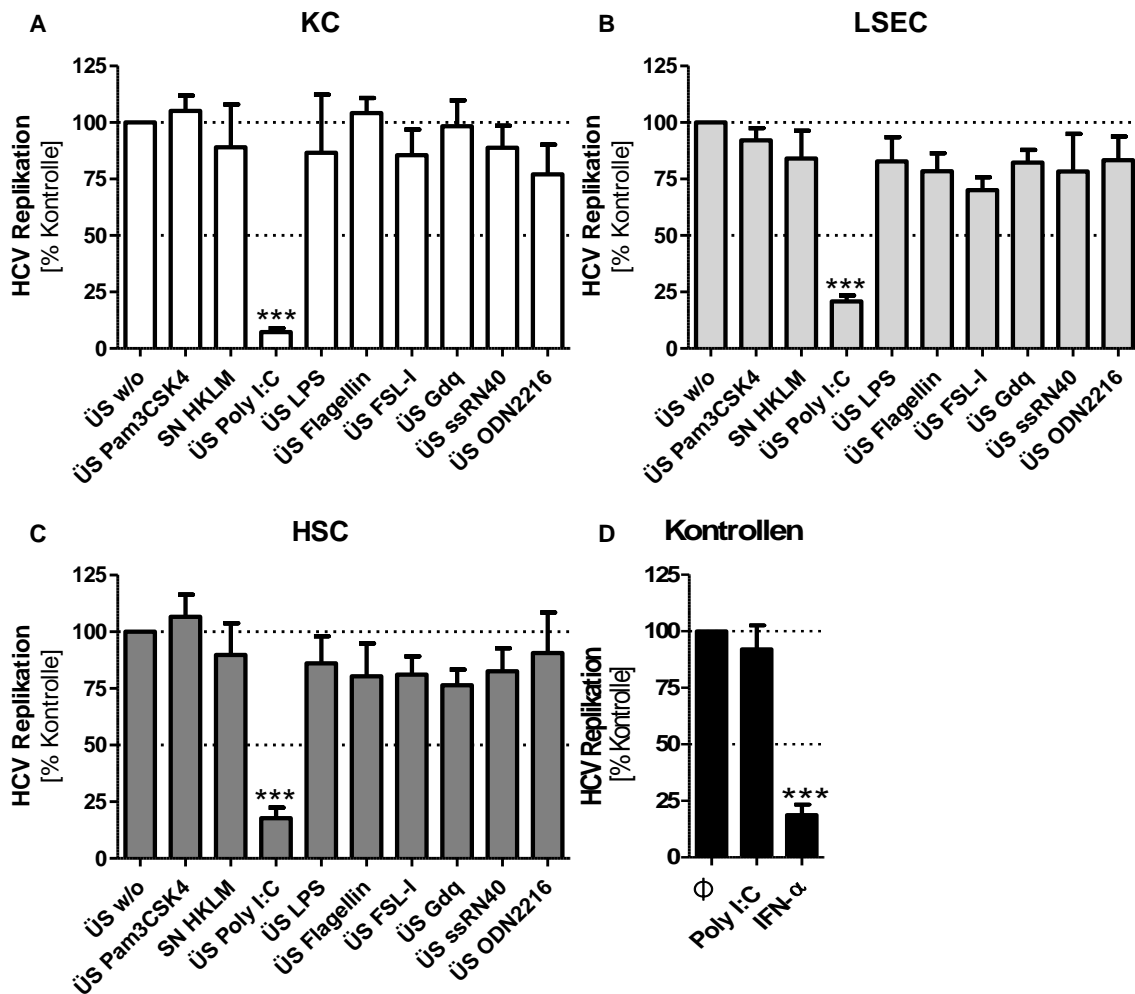 A
KC
HCV Replikation
[% Kontrolle]
125
100
75
50
25
0
***
ÜS w/o
ÜS Pam3CSK4
SN HKLM
ÜS Poly I:C
ÜS LPS
ÜS Flagellin
ÜS FSL-I
ÜS Gdq
ÜS ssRN40
ÜS ODN2216
B
LSEC
HCV Replikation
[% Kontrolle]
125
100
75
50
25
0
***
ÜS w/o
ÜS Pam3CSK4
SN HKLM
ÜS Poly I:C
ÜS LPS
ÜS Flagellin
ÜS FSL-I
ÜS Gdq
ÜS ssRN40
ÜS ODN2216
C
HSC
HCV Replikation
[% Kontrolle]
125
100
75
50
25
0
***
ÜS w/o
ÜS Pam3CSK4
SN HKLM
ÜS Poly I:C
ÜS LPS
ÜS Flagellin
ÜS FSL-I
ÜS Gdq
ÜS ssRN40
ÜS ODN2216
D
Kontrollen
HCV Replikation
[% Kontrolle]
125
100
75
50
25
0
***
Φ
Poly I:C
IFN-α